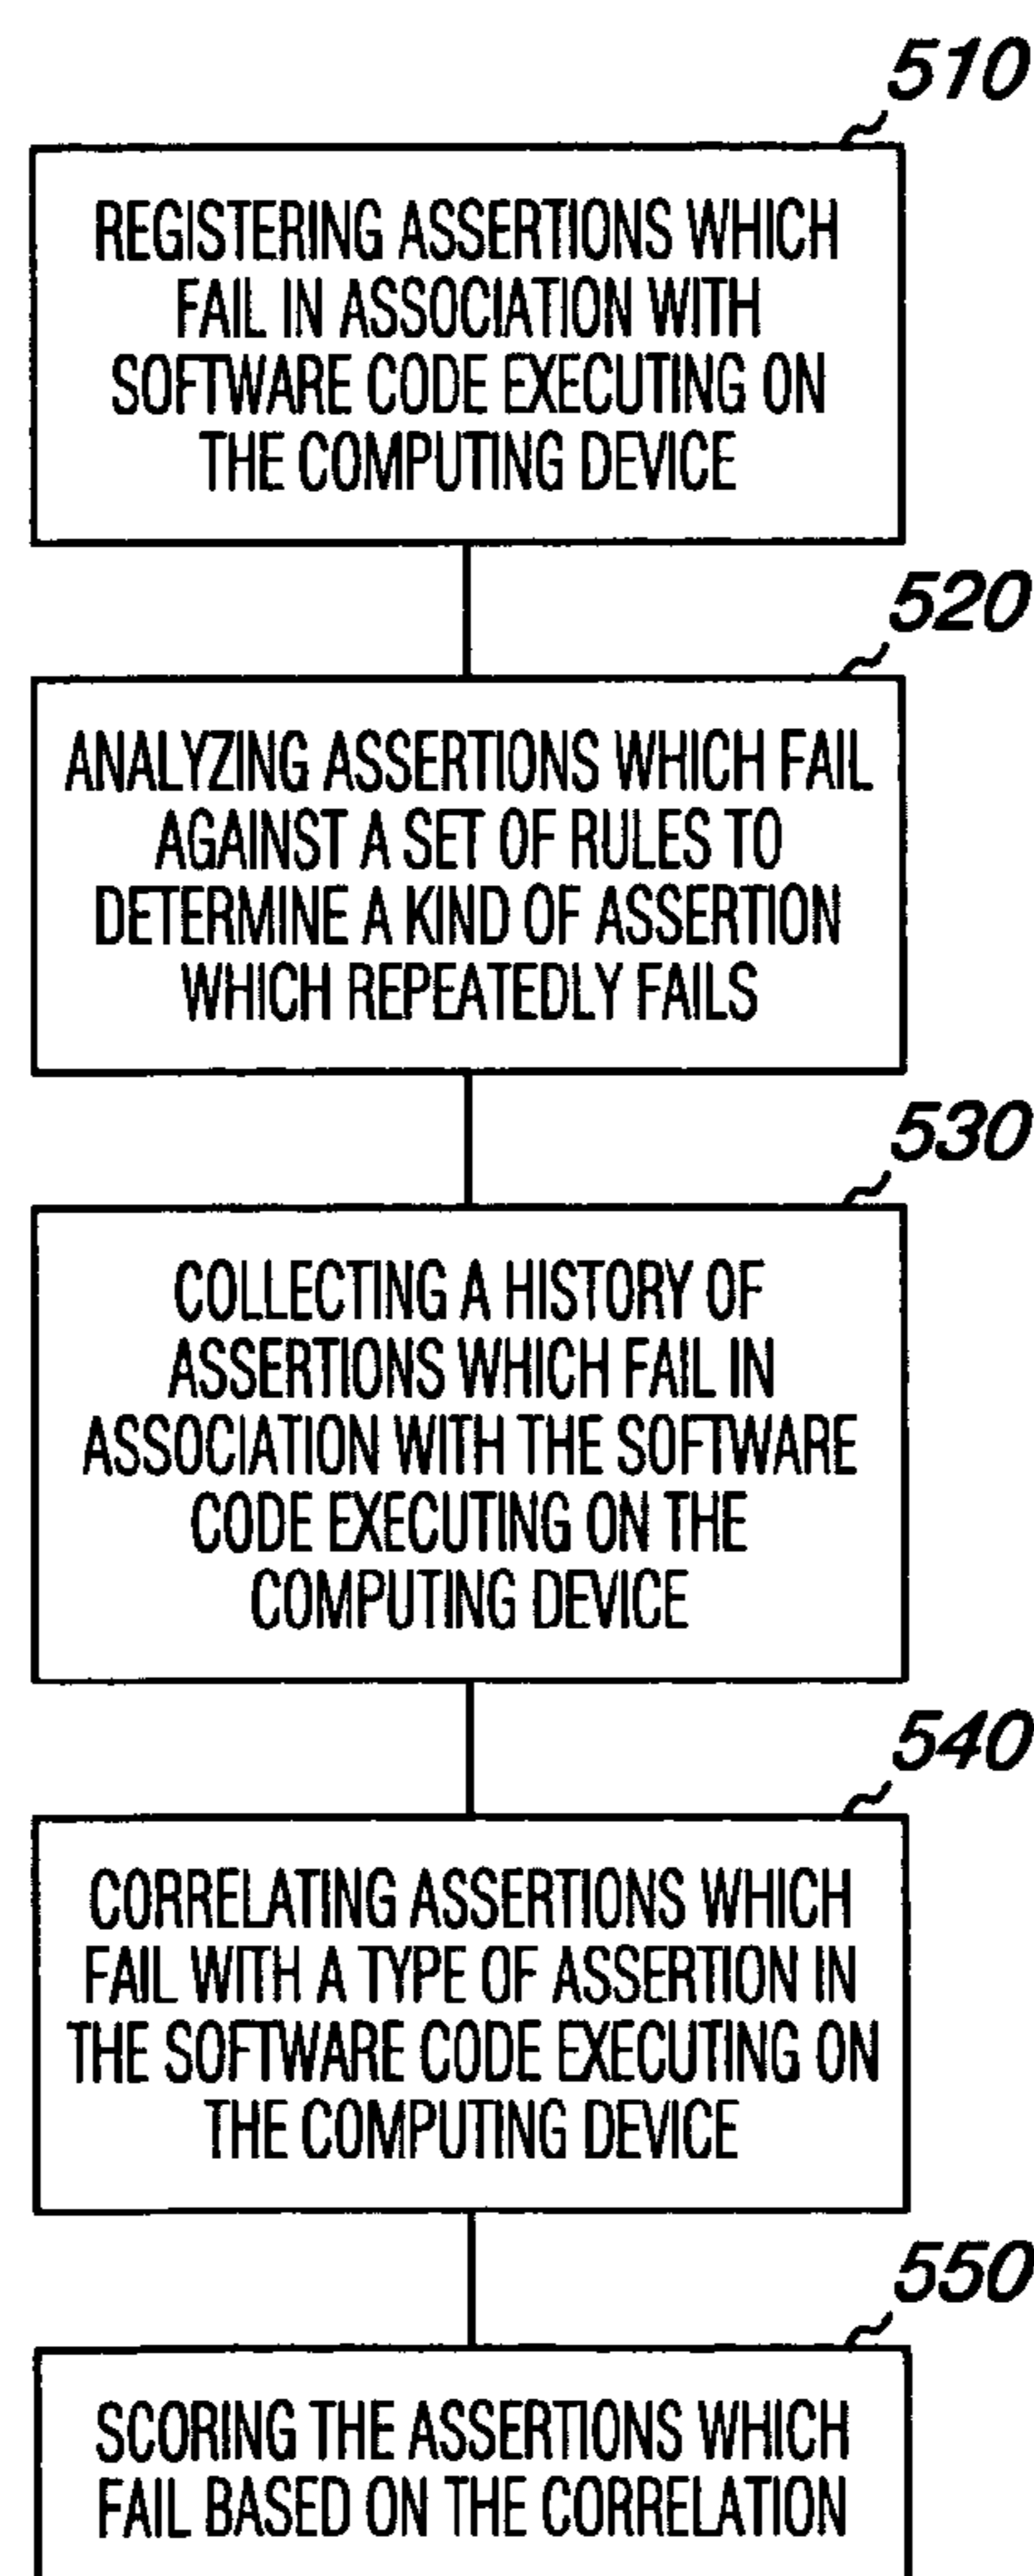 510
REGISTERING ASSERTIONS WHICH
FAIL IN ASSOCIATION WITH
SOFTWARE CODE EXECUTING ON
THE COMPUTING DEVICE
520
ANALYZING ASSERTIONS WHICH FAIL
AGAINST A SET OF RULES TO
DETERMINE A KIND OF ASSERTION
WHICH REPEATEDLY FAILS
530
COLLECTING A HISTORY OF
ASSERTIONS WHICH FAIL IN
ASSOCIATION WITH THE SOFTWARE
CODE EXECUTING ON THE
COMPUTING DEVICE
540
CORRELATING ASSERTIONS WHICH
FAIL WITH A TYPE OF ASSERTION IN
THE SOFTWARE CODE EXECUTING ON
THE COMPUTING DEVICE
550
SCORING THE ASSERTIONS WHICH
FAIL BASED ON THE CORRELATION